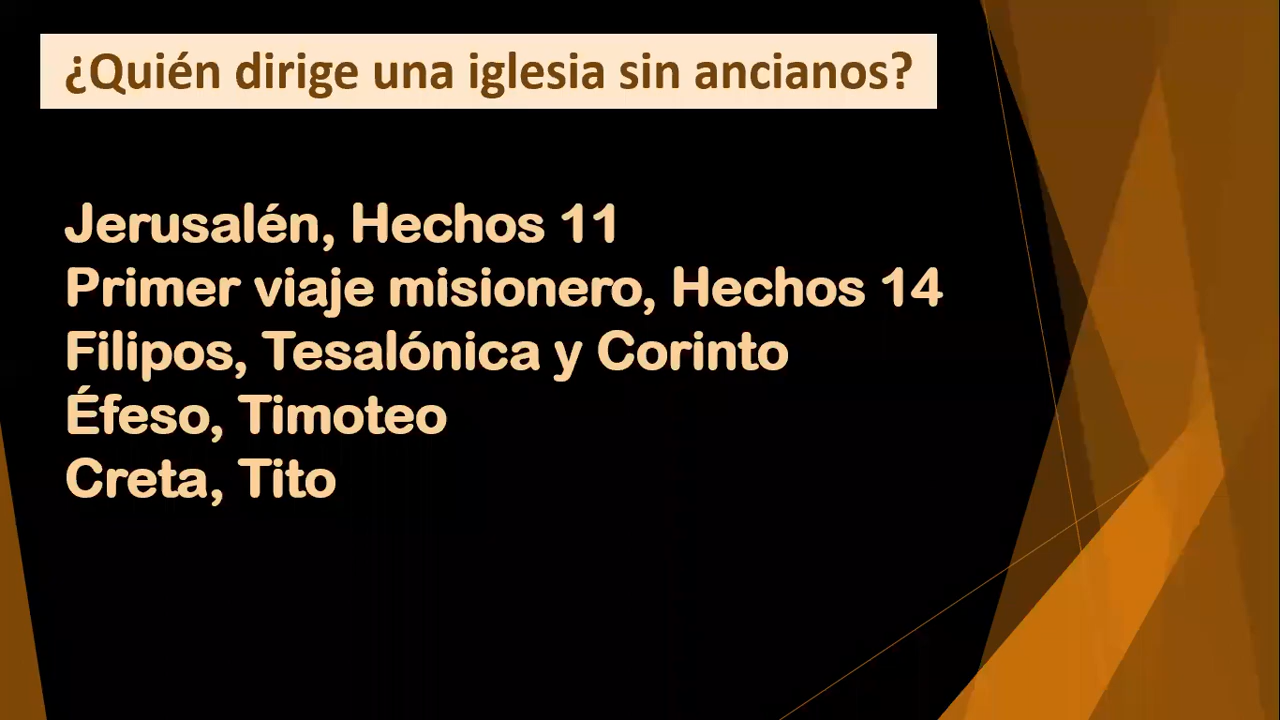 ¿Quién dirige una iglesia sin ancianos?
Jerusalén, Hechos 11
Primer viaje misionero, Hechos 14
Filipos, Tesalónica y Corinto
Éfeso, Timoteo
Creta, Tito